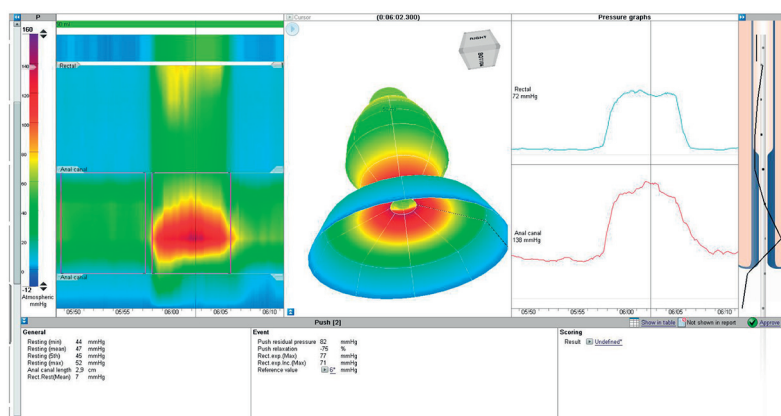 P
Cursor
(0:06:02.300)
Pressure graphs
160
140
120
100
80
60
40
20
0
-12
Atmospheric
mmHg
Rectal
Anal canal
Anal canal
05:50
05:55
06:00
06:05
06:10
RIGHT
BOTTOM
Rectal
72 mmHg
Anal canal
138 mmHg
05:50
05:55
06:00
06:05
06:10
Push [2]
Show in table
Not shown in report
Approve
General
Resting (min) 44 mmHg
Resting (mean) 47 mmHg
Resting (5th) 45 mmHg
Resting (max) 52 mmHg
Anal canal length 2,9 cm
Rect.Rest(Mean) 7 mmHg
Event
Push residual pressure 82 mmHg
Push relaxation -75 %
Rect.exp.(Max) 77 mmHg
Rect.exp.Inc.(Max) 71 mmHg
Reference value 6* mmHg
Scoring
Result Undefined*